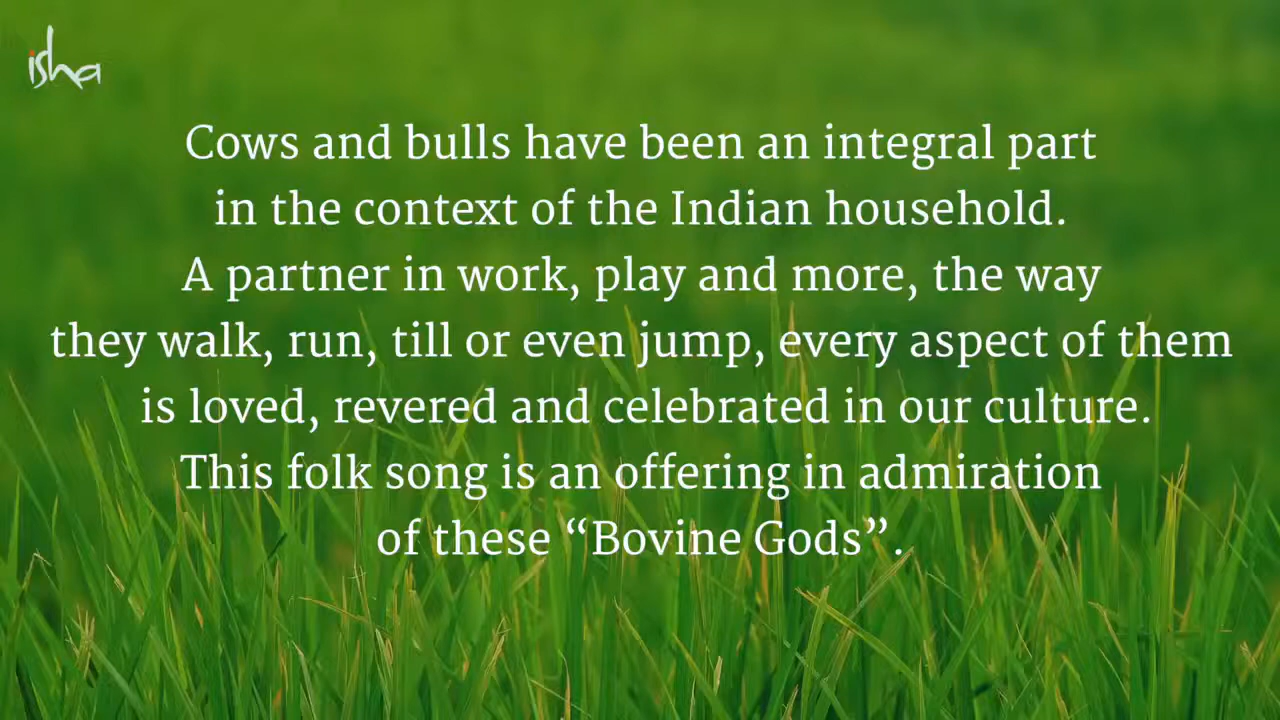 isha
Cows and bulls have been an integral part
in the context of the Indian household.
A partner in work, play and more, the way
they walk, run, till or even jump, every aspect of them
is loved, revered and celebrated in our culture.
This folk song is an offering in admiration
of these “Bovine Gods”.